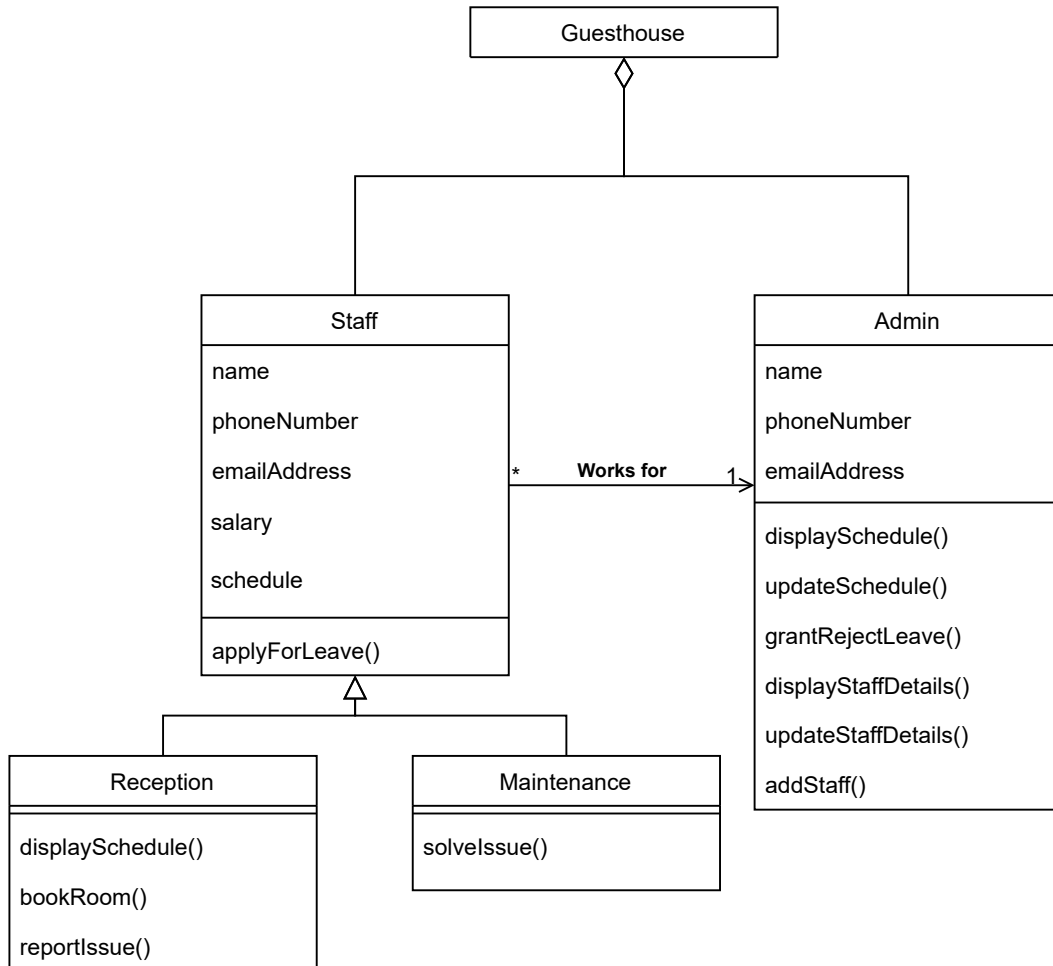 Guesthouse
Staff
name
phoneNumber
emailAddress
salary
schedule
applyForLeave()
* Works for 1
Admin
name
phoneNumber
emailAddress
displaySchedule()
updateSchedule()
grantRejectLeave()
displayStaffDetails()
updateStaffDetails()
addStaff()
Reception
displaySchedule()
bookRoom()
reportIssue()
Maintenance
solveIssue()